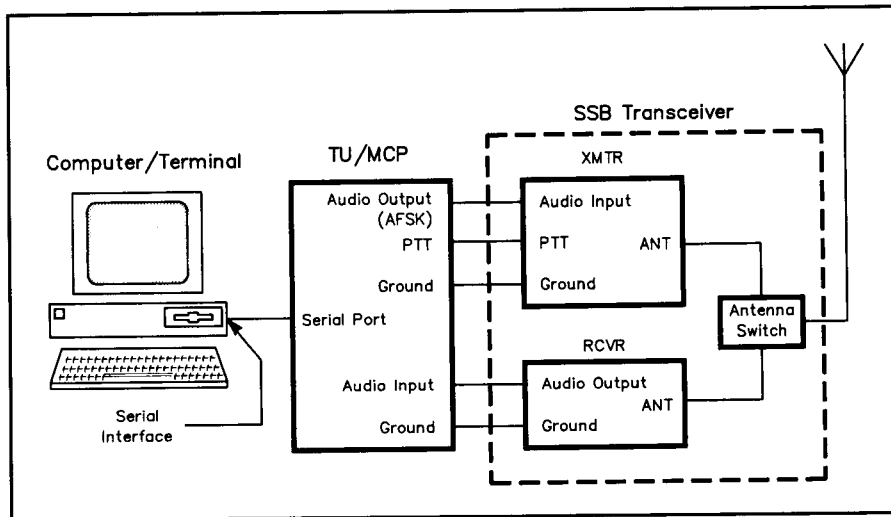 SSB Transceiver
Computer/Terminal
TU/MCP
XMTR
Audio Output
(AFSK)
PTT
Ground
Serial Port
Audio Input
Ground
Audio Input
PTT
ANT
Ground
Antenna
Switch
RCVR
Audio Output
ANT
Ground
Serial
Interface